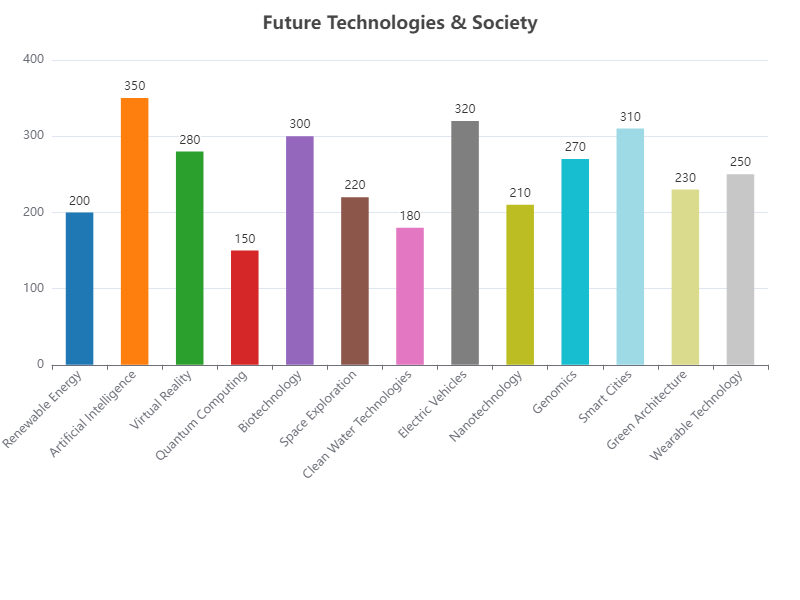 Future Technologies & Society
400
300
200
100
0
200
350
280
150
300
220
180
320
210
270
310
230
250
Renewable Energy
Artificial Intelligence
Virtual Reality
Quantum Computing
Biotechnology
Space Exploration
Clean Water Technologies
Electric Vehicles
Nanotechnology
Genomics
Smart Cities
Green Architecture
Wearable Technology